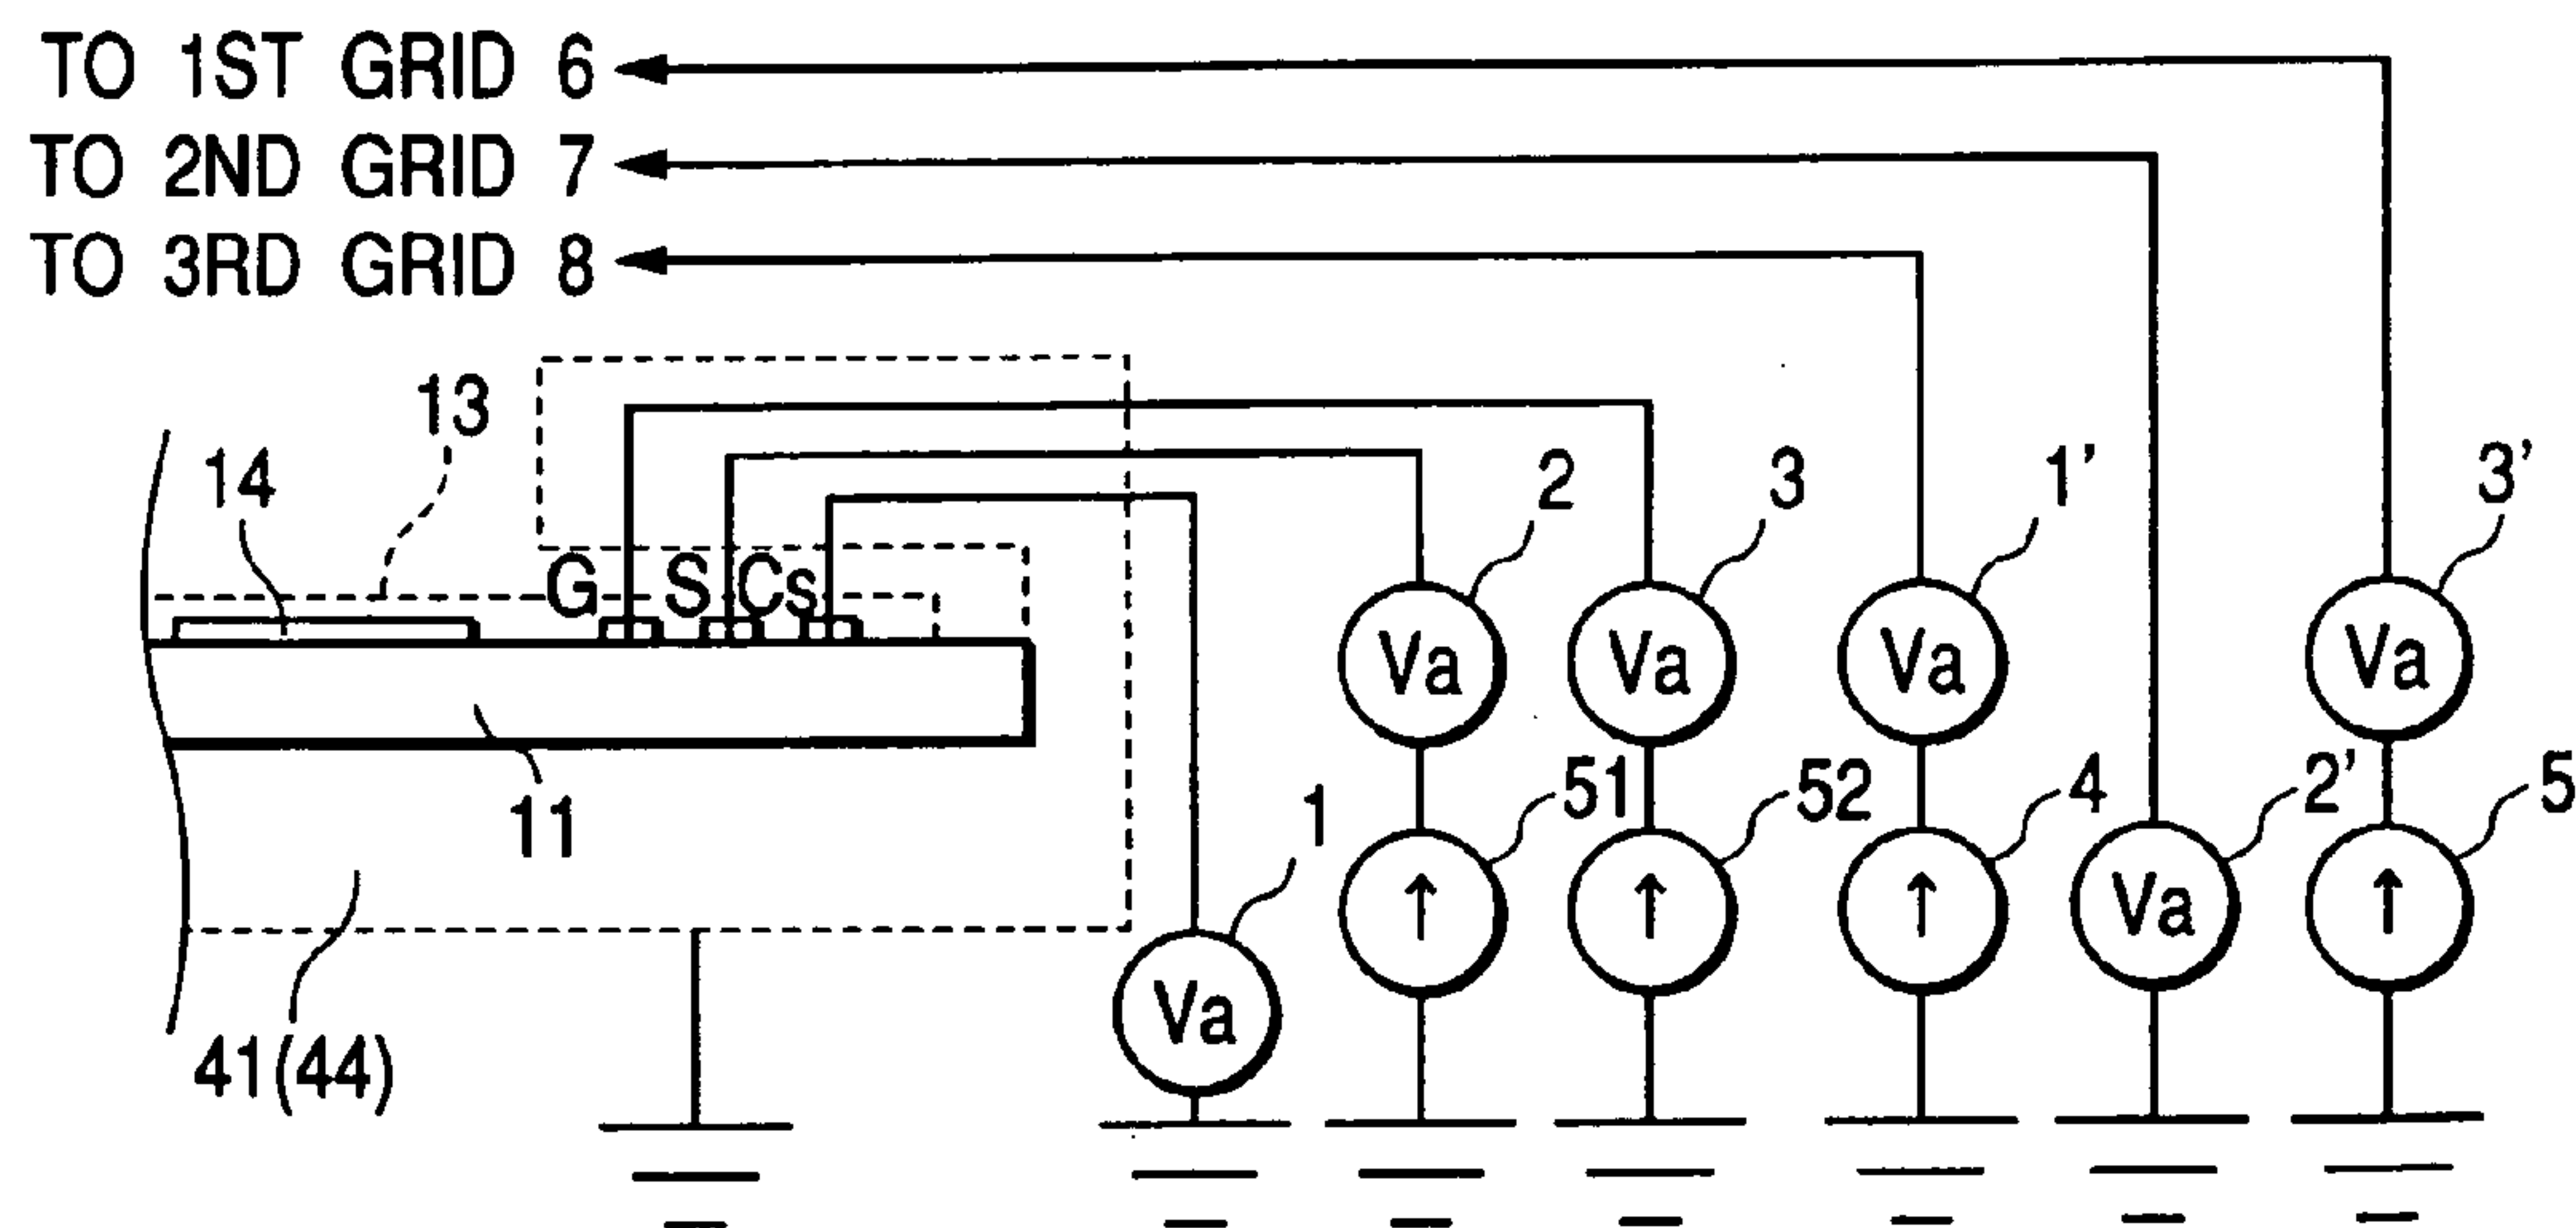 TO 1ST GRID 6
TO 2ND GRID 7
TO 3RD GRID 8
13
14
2
3
1'
3'
G S Cs
Va Va Va Va
51
52
4
2'
5
1
11
↑ ↑ ↑ Va ↑
Va
41(44)